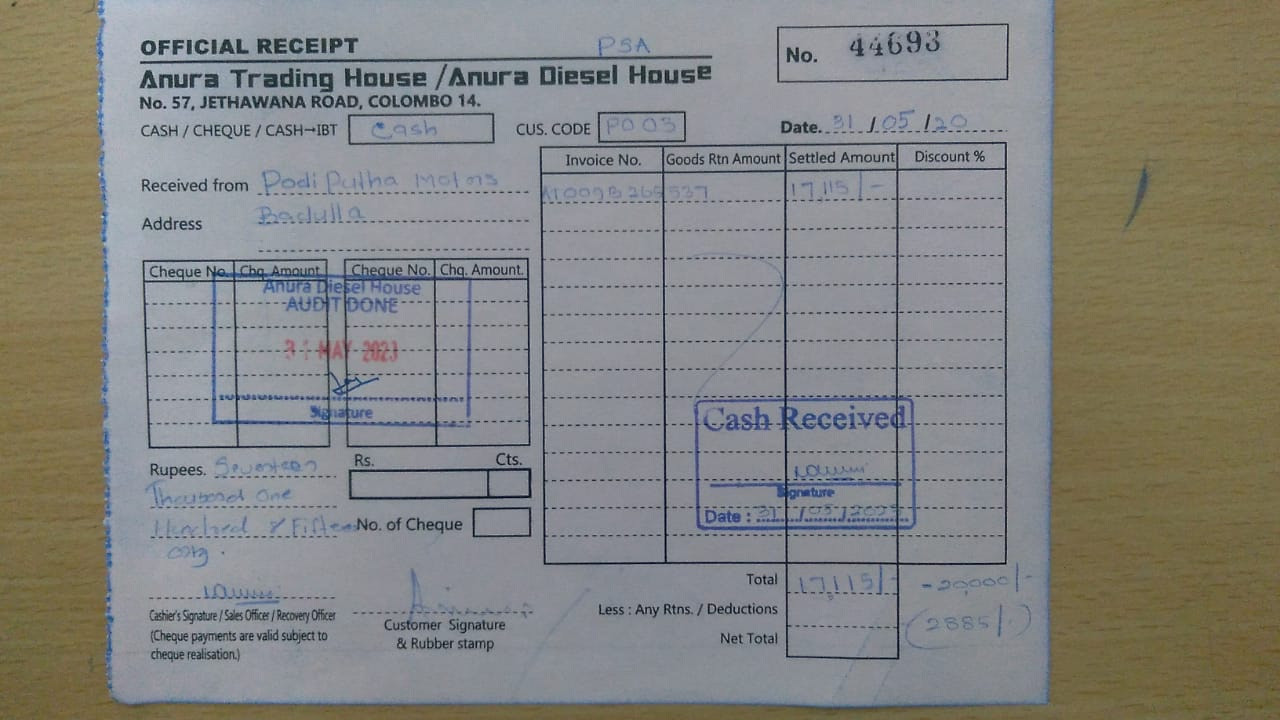 OFFICIAL RECEIPT PSA
No. 44693
Anura Trading House /Anura Diesel House
No. 57, JETHAWANA ROAD, COLOMBO 14.
CASH / CHEQUE / CASH→IBT Cash CUS. CODE P003 Date. 31 /05 /20
Received from Podi Putha Motors
Address Badulla
Invoice No. Goods Rtn Amount Settled Amount Discount %
17,115/-
Cheque No. Chq. Amount. Cheque No. Chq. Amount.
Anura Diesel House
AUDIT DONE
31 MAY 2023
Signature
Cash Received
Signature
Date : 31 /05/2023
Rupees. Seventeen
Thousand One
Hundred & Fifteen
only.
Rs. Cts.
No. of Cheque
Total 17,115/- -20,000/-
Less : Any Rtns. / Deductions
(2885/-)
Net Total
Cashier's Signature / Sales Officer / Recovery Officer
(Cheque payments are valid subject to
cheque realisation.)
Customer Signature
& Rubber stamp